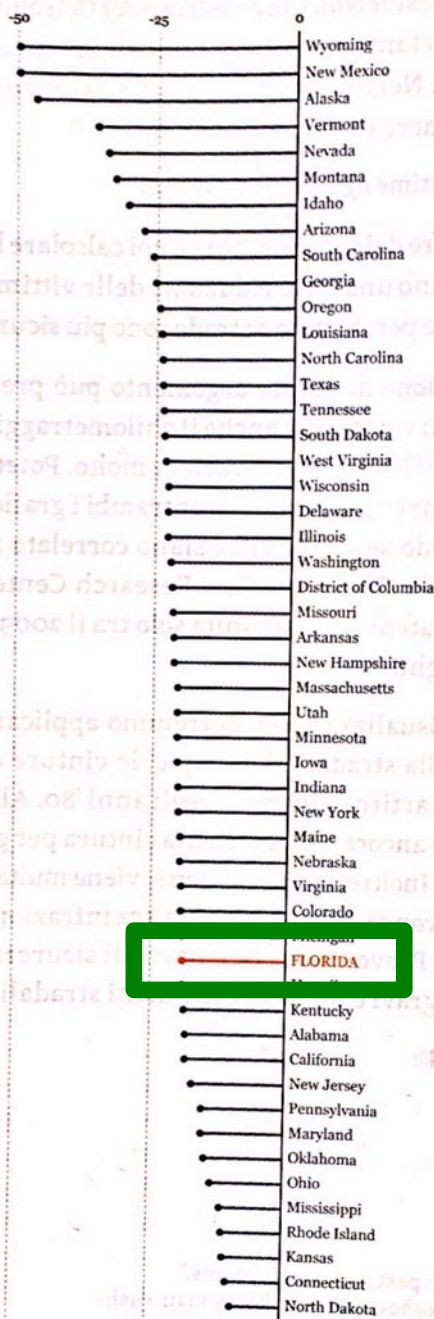 -50 -25 0
Wyoming
New Mexico
Alaska
Vermont
Nevada
Montana
Idaho
Arizona
South Carolina
Georgia
Oregon
Louisiana
North Carolina
Texas
Tennessee
South Dakota
West Virginia
Wisconsin
Delaware
Illinois
Washington
District of Columbia
Missouri
Arkansas
New Hampshire
Massachusetts
Utah
Minnesota
Iowa
Indiana
New York
Maine
Nebraska
Virginia
Colorado
FLORIDA
Kentucky
Alabama
California
New Jersey
Pennsylvania
Maryland
Oklahoma
Ohio
Mississippi
Rhode Island
Kansas
Connecticut
North Dakota